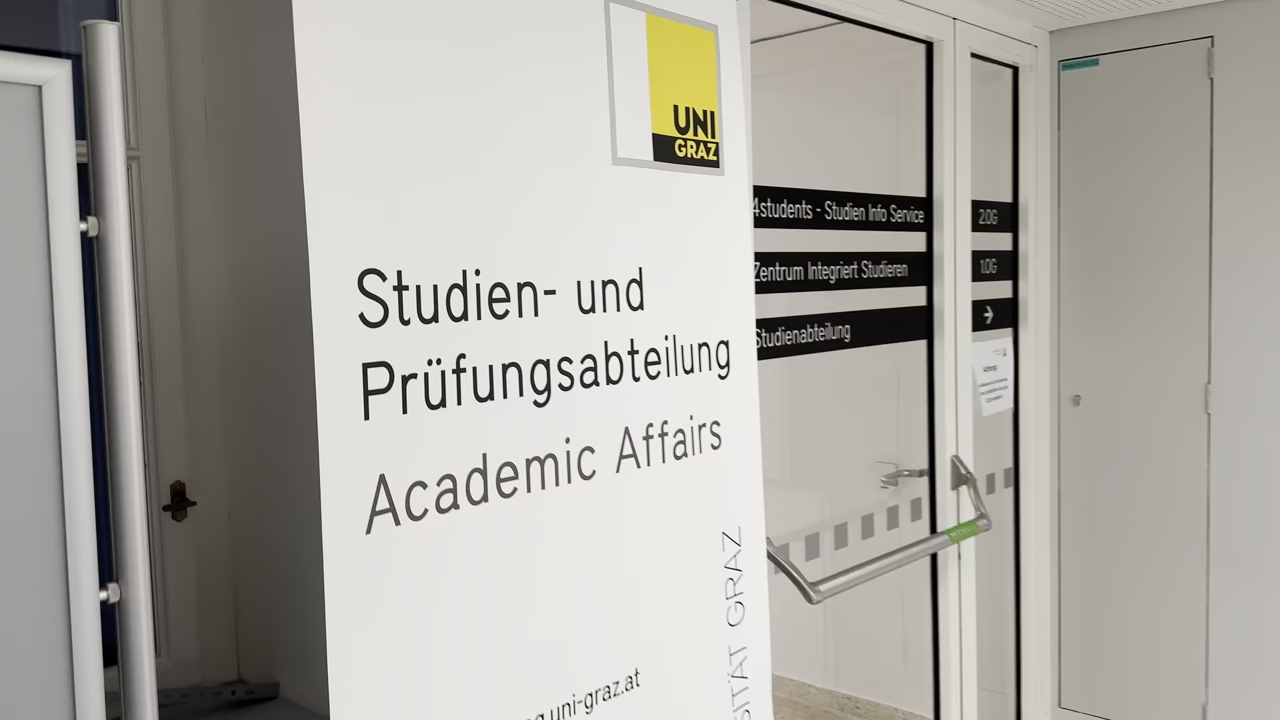 UNI
GRAZ
Studien- und
Prüfungsabteilung
Academic Affairs
uni-graz.at
GRAZ
4students - Studien Info Service
2.OG
Zentrum Integriert Studieren
1.OG
Studienabteilung
→
Achtung!